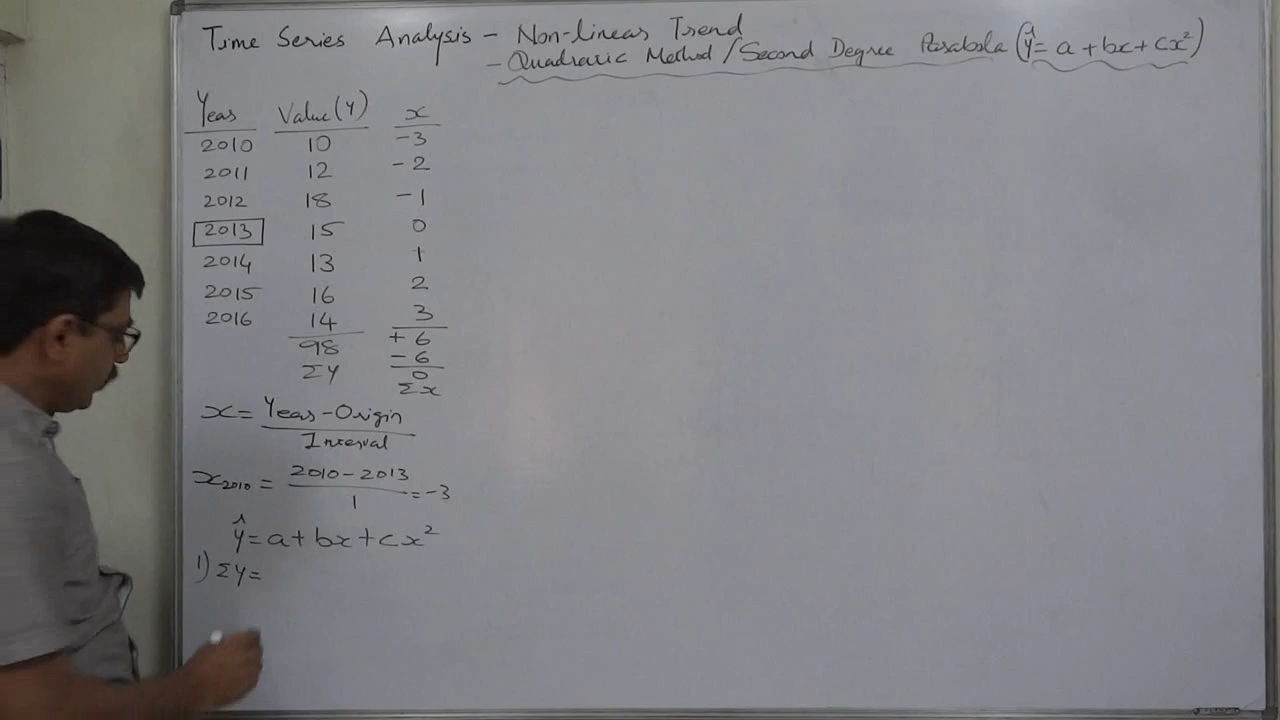 Time Series Analysis - Non-linear Trend
- Quadratic Method / Second Degree Parabola (ŷ = a + bx + cx²)
Year Value (Y) x
2010 10 -3
2011 12 -2
2012 18 -1
2013 15 0
2014 13 1
2015 16 2
2016 14 3
98 + 6
- 6
ΣY 0
Σx
x = Year - Origin
Interval
x₂₀₁₀ = 2010 - 2013
1 = -3
ŷ = a + bx + cx²
1) ΣY =